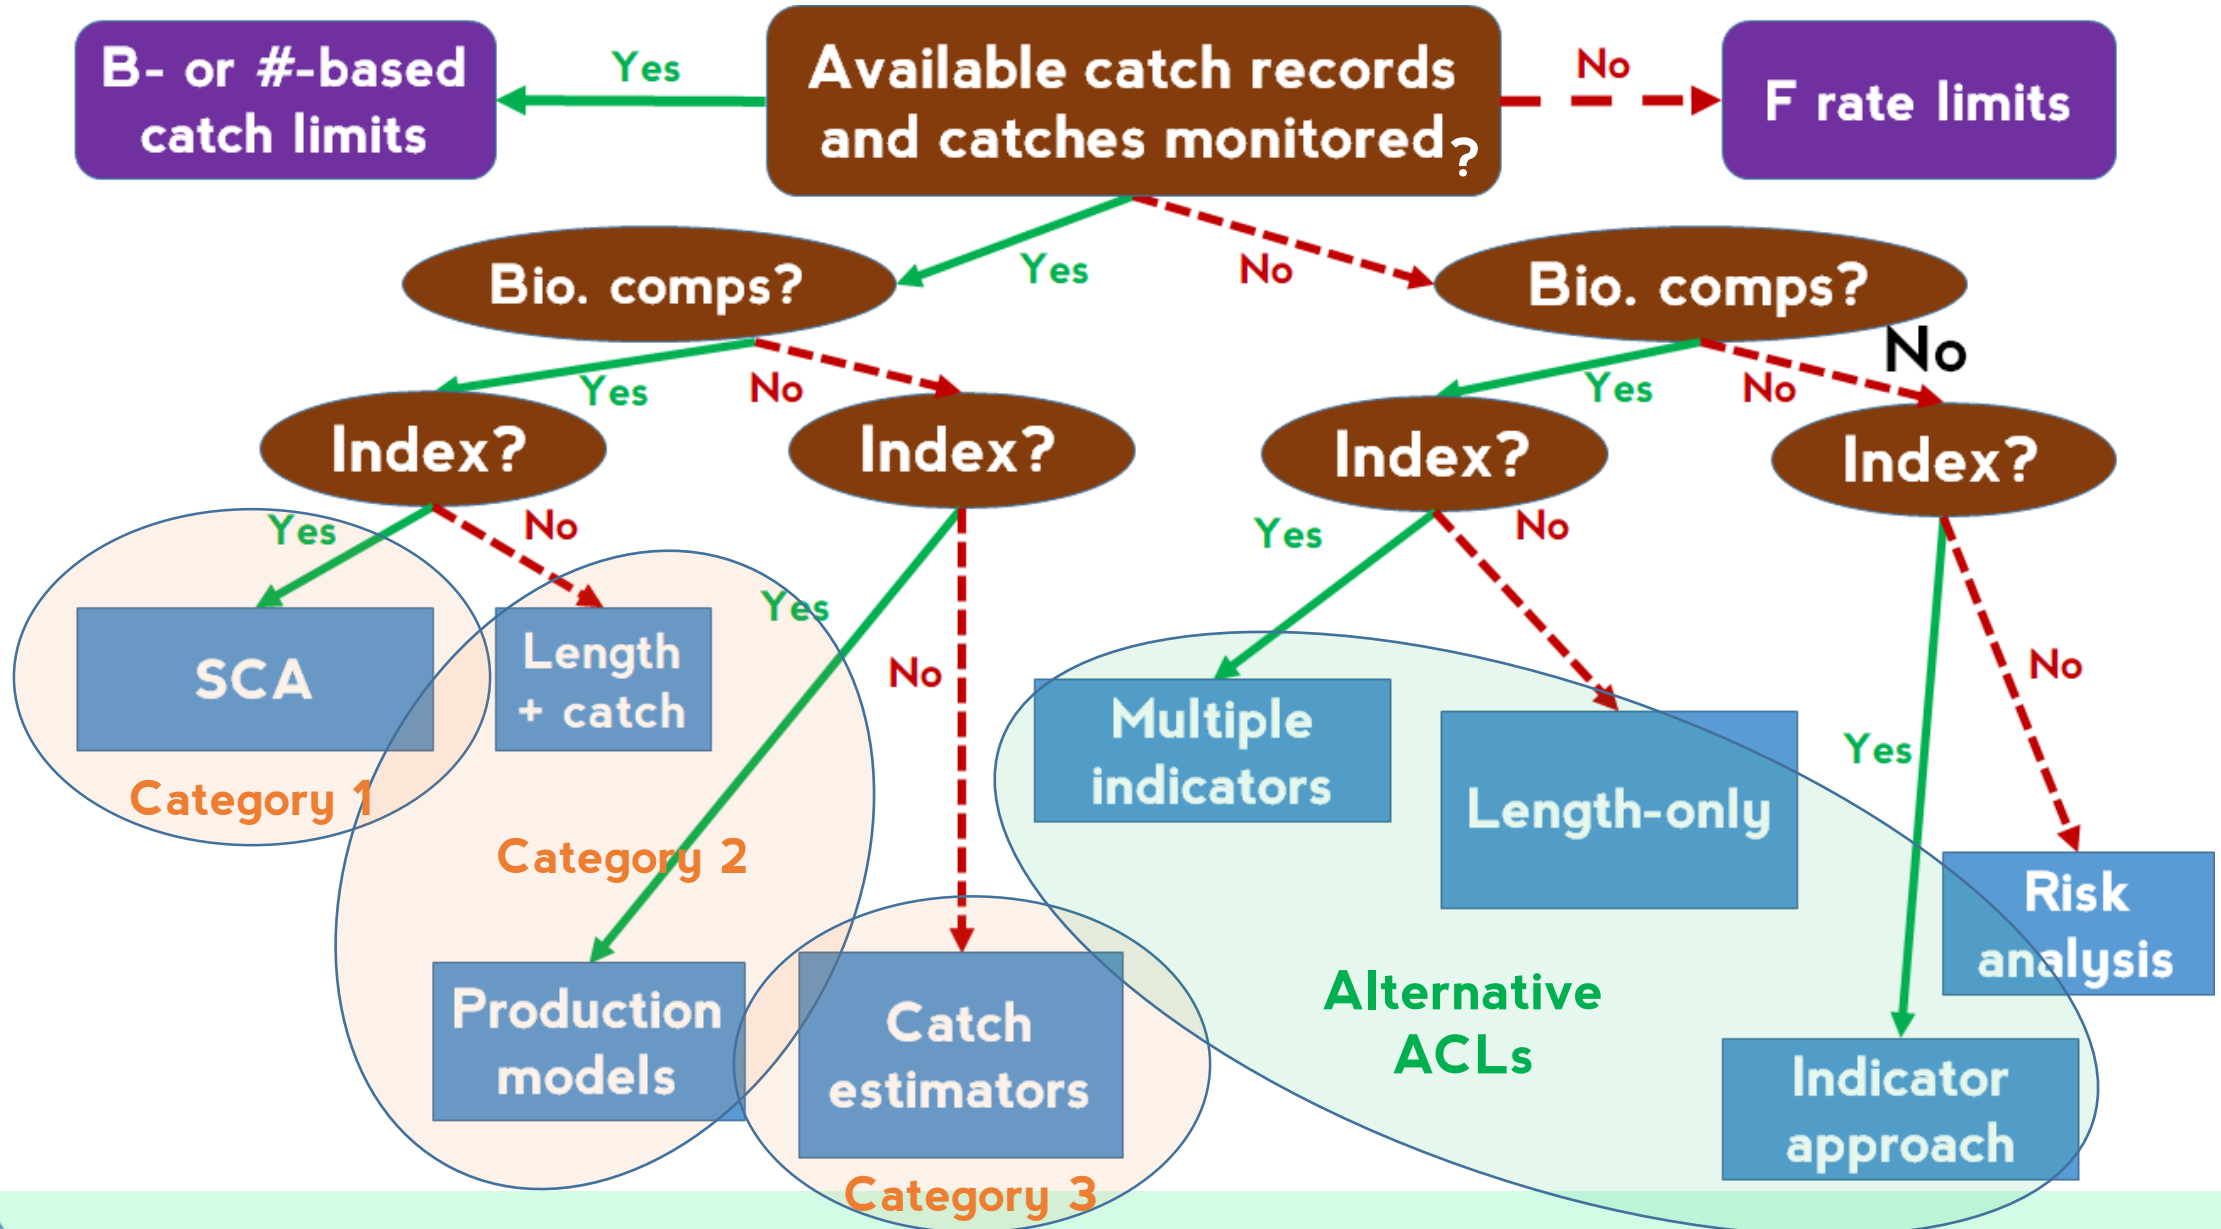 B- or #-based
catch limits
Yes
Available catch records
and catches monitored?
No
F rate limits
Bio. comps?
Yes
No
Bio. comps?
No
Yes
No
Yes
No
Index?
Index?
Index?
Index?
Yes
No
Yes
No
Yes
No
Yes
No
SCA
Length
+ catch
Category 1
Category 2
Multiple
indicators
Length-only
Risk
analysis
Production
models
Catch
estimators
Category 3
Alternative
ACLs
Indicator
approach